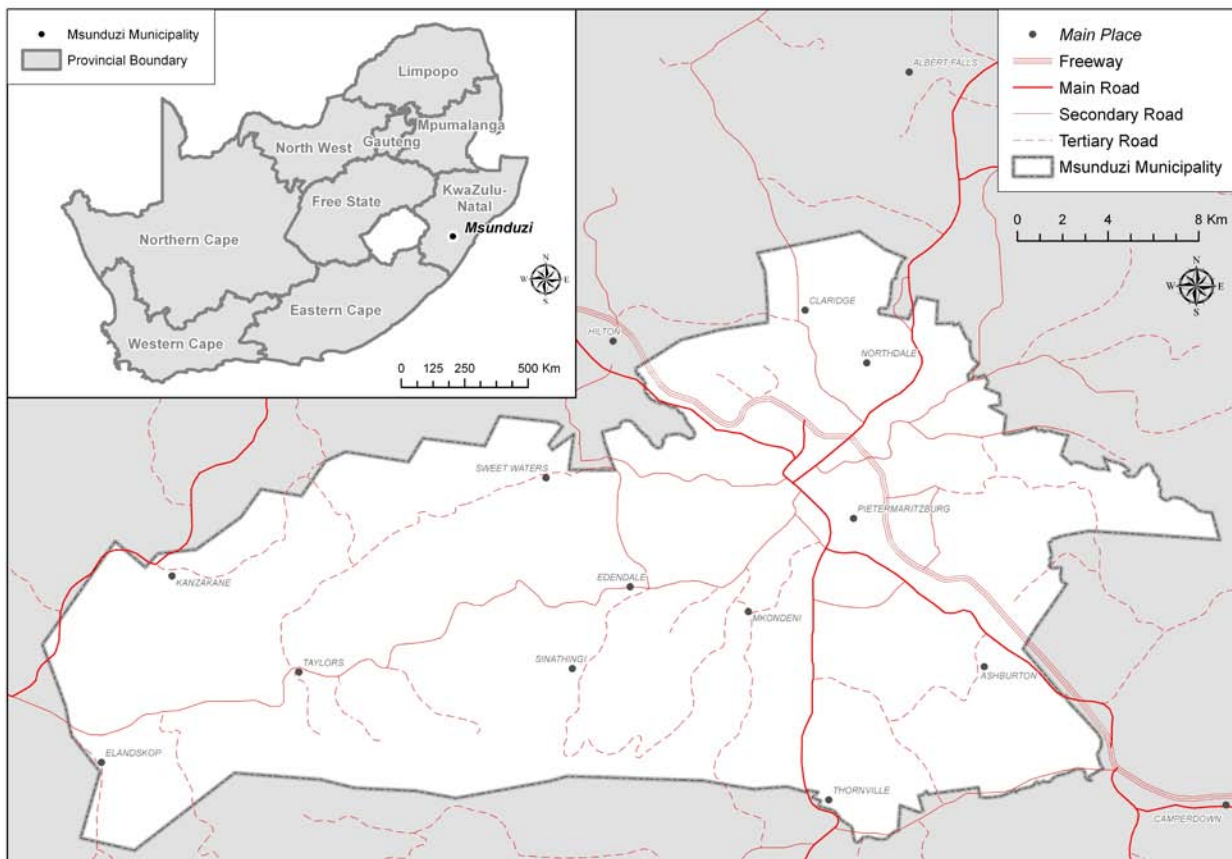 Msunduzi Municipality
Provincial Boundary
Limpopo
Mpumalanga
Gauteng
North West
KwaZulu-
Natal
Free State
Msunduzi
Northern Cape
Eastern Cape
Western Cape
N
W E
S
0 125 250 500 Km
Main Place
Freeway
Main Road
Secondary Road
Tertiary Road
Msunduzi Municipality
0 2 4 8 Km
N
W E
S
ALBERT FALLS
CLARIDGE
HILTON
NORTHDALE
SWEET WATERS
PIETERMARITZBURG
KANZAKANE
EDENDALE
MKONDENI
SINATHINGI
TAYLORS
ASHBURTON
ELANDSKOP
THORNVILLE
CAMPERDOWN